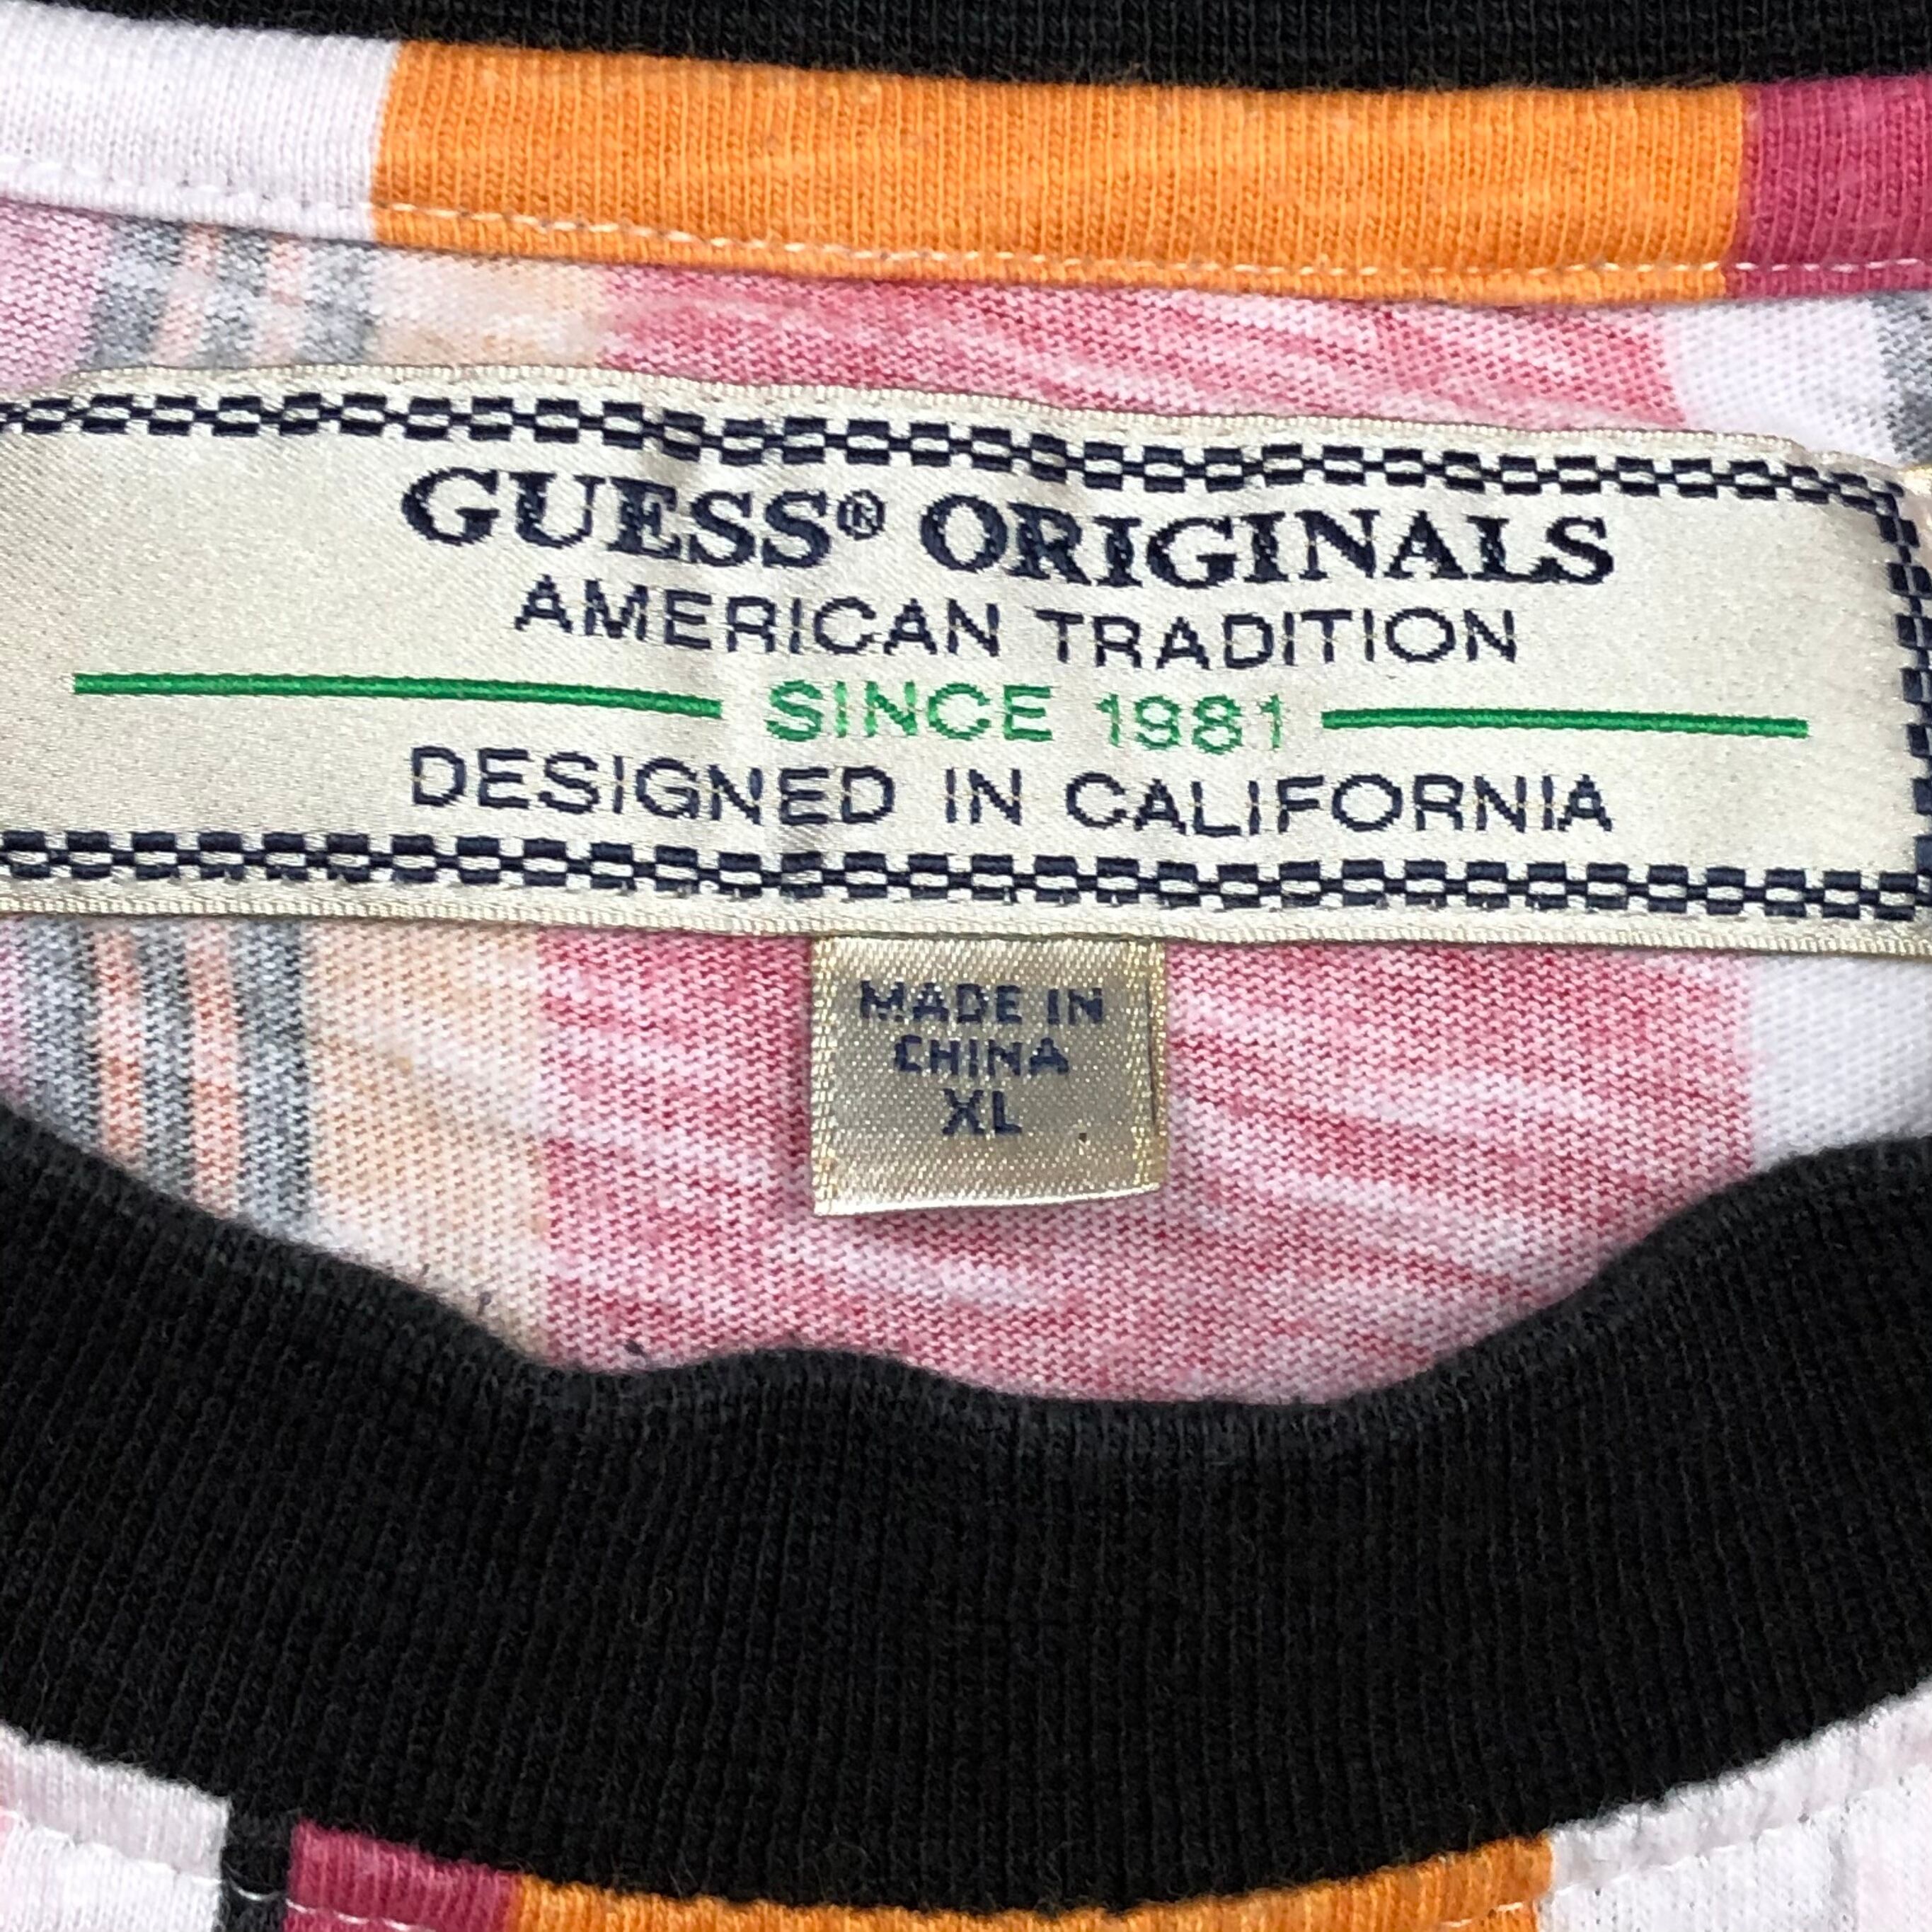 GUESS® ORIGINALS
AMERICAN TRADITION
SINCE 1981
DESIGNED IN CALIFORNIA
MADE IN
CHINA
XL